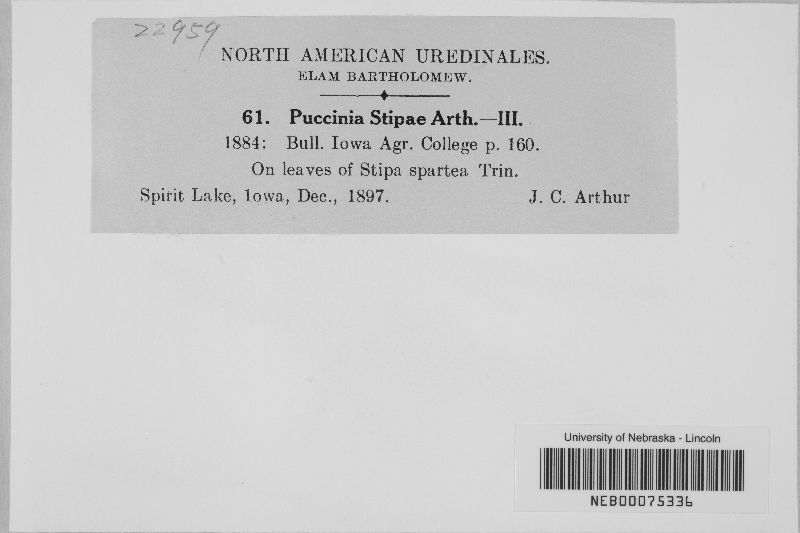 22959
NORTH AMERICAN UREDINALES.
ELAM BARTHOLOMEW.
61. Puccinia Stipae Arth.—III.
1884: Bull. Iowa Agr. College p. 160.
On leaves of Stipa spartea Trin.
Spirit Lake, Iowa, Dec., 1897. J. C. Arthur
University of Nebraska - Lincoln
NEB00075336